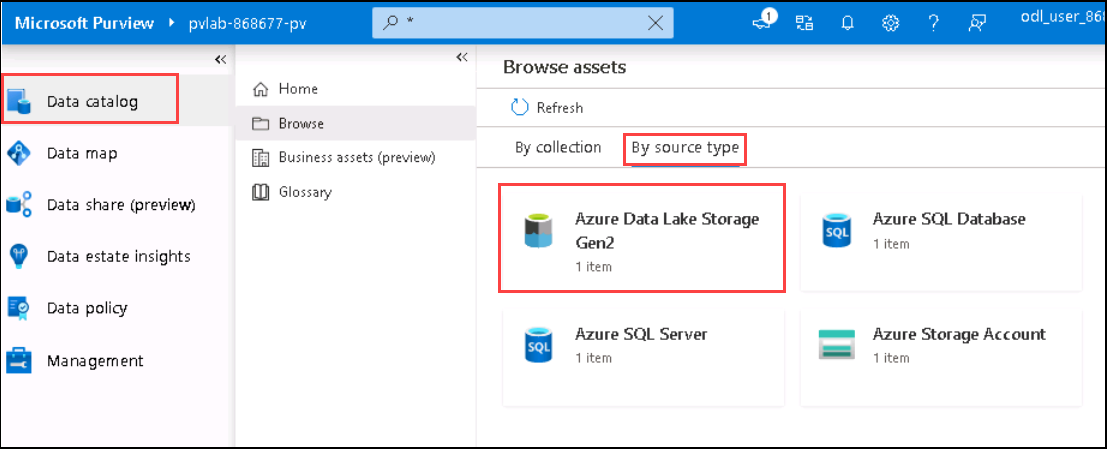 Microsoft Purview ▸ pvlab-868677-pv * 1 ? odl_user_868
Data catalog
Data map
Data share (preview)
Data estate insights
Data policy
Management
Home
Browse
Business assets (preview)
Glossary
Browse assets
Refresh
By collection By source type
Azure Data Lake Storage
Gen2
1 item
SQL
Azure SQL Database
1 item
SQL
Azure SQL Server
1 item
Azure Storage Account
1 item